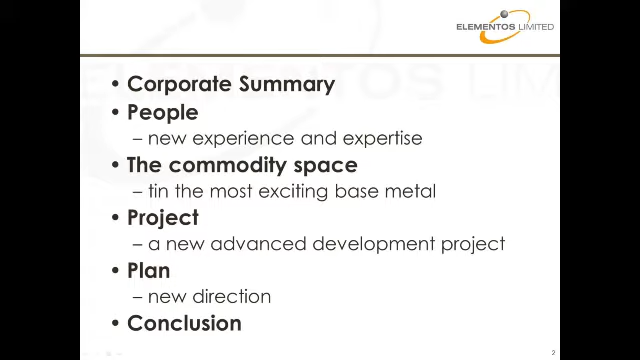 ELEMENTOS LIMITED
• Corporate Summary
• People
– new experience and expertise
• The commodity space
– tin the most exciting base metal
• Project
– a new advanced development project
• Plan
– new direction
• Conclusion
2